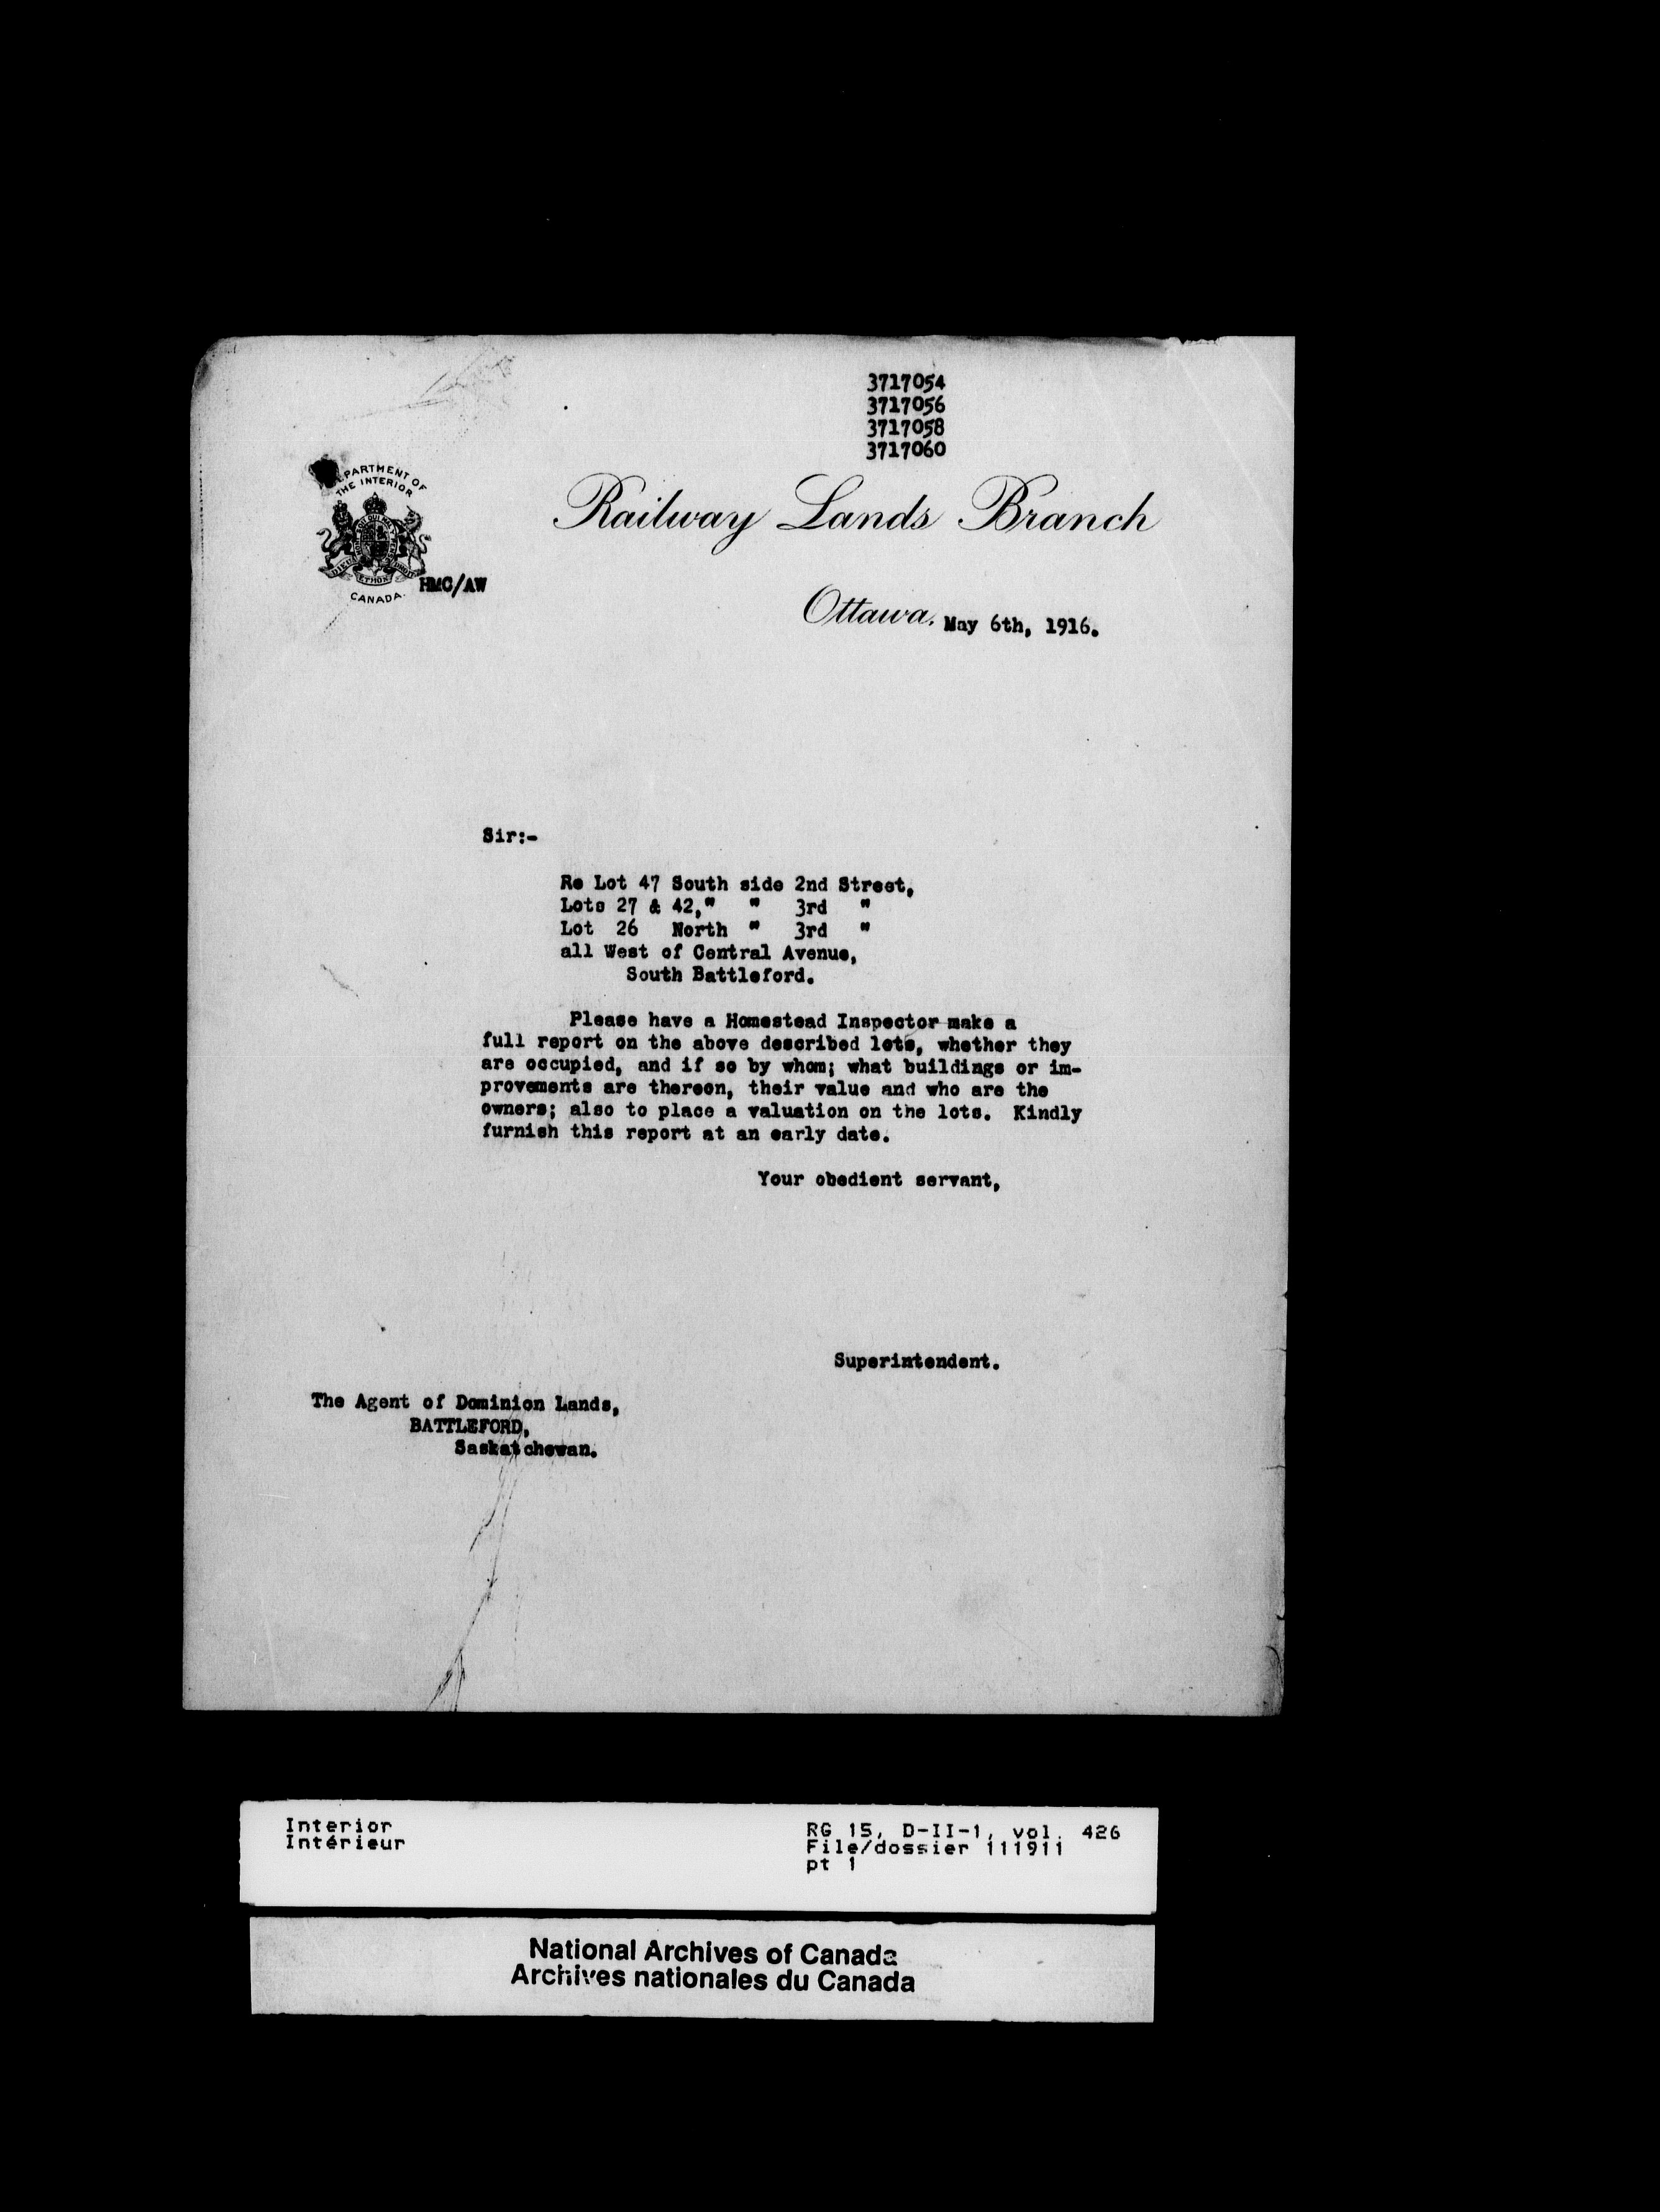 3717054
3717056
3717058
3717060
PARTMENT OF
THE INTERIOR
CANADA
Railway Lands Branch
HMC/AW
Ottawa, May 6th, 1916.
Sir:-
Re Lot 47 South side 2nd Street,
Lots 27 & 42," " 3rd "
Lot 26 North " 3rd "
all West of Central Avenue,
South Battleford.
Please have a Homestead Inspector make a
full report on the above described lots, whether they
are occupied, and if so by whom; what buildings or im-
provements are thereon, their value and who are the
owners; also to place a valuation on the lots. Kindly
furnish this report at an early date.
Your obedient servant,
Superintendent.
The Agent of Dominion Lands,
BATTLEFORD,
Saskatchewan.
Interior
Intérieur
RG 15, D-II-1, vol. 426
File/dossier 111911
pt 1
National Archives of Canada
Archives nationales du Canada